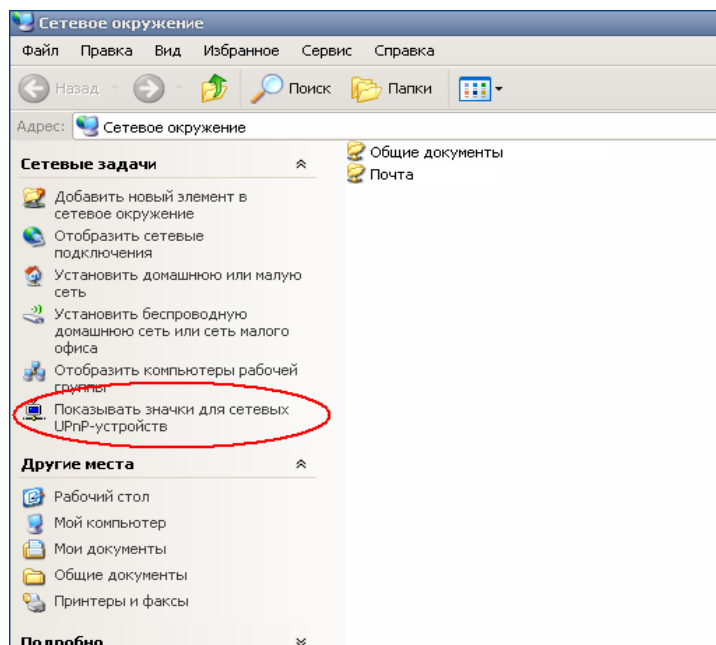 Сетевое окружение
Файл Правка Вид Избранное Сервис Справка
Назад Поиск Папки
Адрес: Сетевое окружение
Сетевые задачи
Добавить новый элемент в
сетевое окружение
Отобразить сетевые
подключения
Установить домашнюю или малую
сеть
Установить беспроводную
домашнюю сеть или сеть малого
офиса
Отобразить компьютеры рабочей
группы
Показывать значки для сетевых
UPnP-устройств
Другие места
Рабочий стол
Мой компьютер
Мои документы
Общие документы
Принтеры и факсы
Подробно
Общие документы
Почта